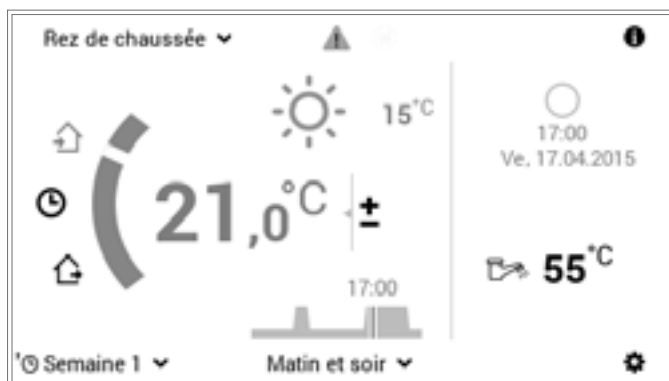 Rez de chaussée
15°C
17:00
Ve, 17.04.2015
21,0°C
±
55°C
17:00
Semaine 1
Matin et soir